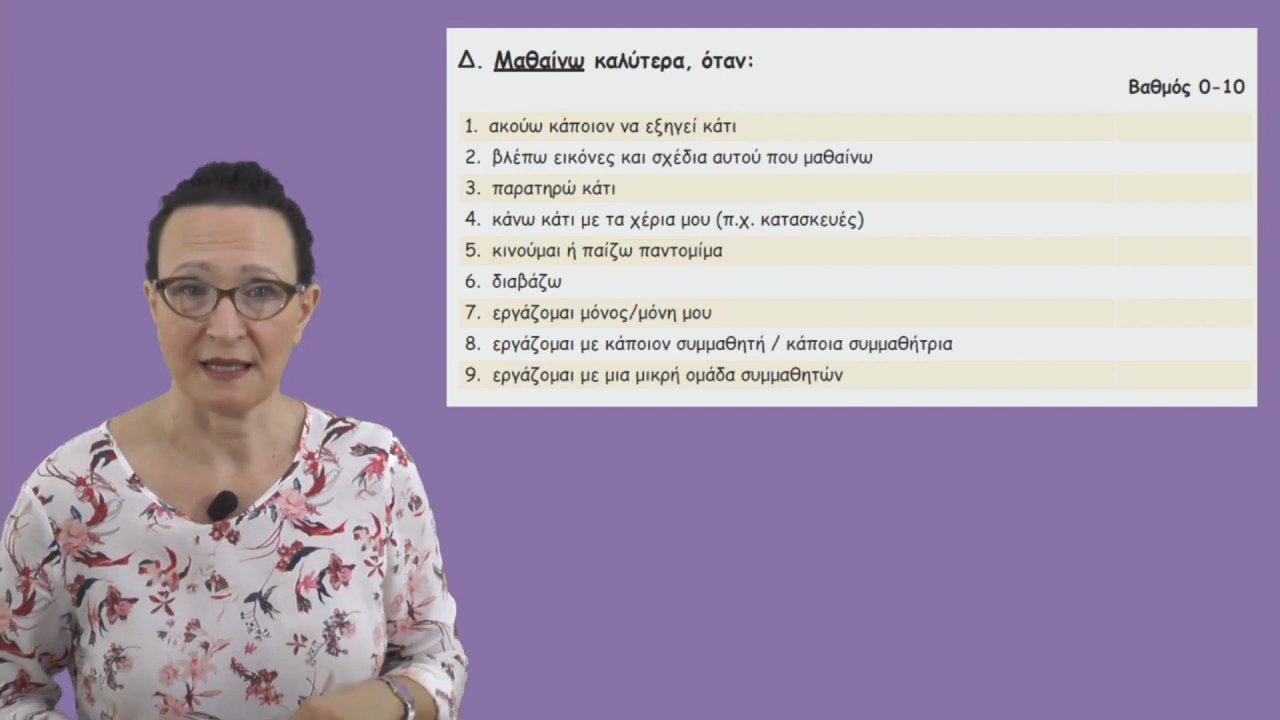 Δ. Μαθαίνω καλύτερα, όταν:
Βαθμός 0-10
1. ακούω κάποιον να εξηγεί κάτι
2. βλέπω εικόνες και σχέδια αυτού που μαθαίνω
3. παρατηρώ κάτι
4. κάνω κάτι με τα χέρια μου (π.χ. κατασκευές)
5. κινούμαι ή παίζω παντομίμα
6. διαβάζω
7. εργάζομαι μόνος/μόνη μου
8. εργάζομαι με κάποιον συμμαθητή / κάποια συμμαθήτρια
9. εργάζομαι με μια μικρή ομάδα συμμαθητών